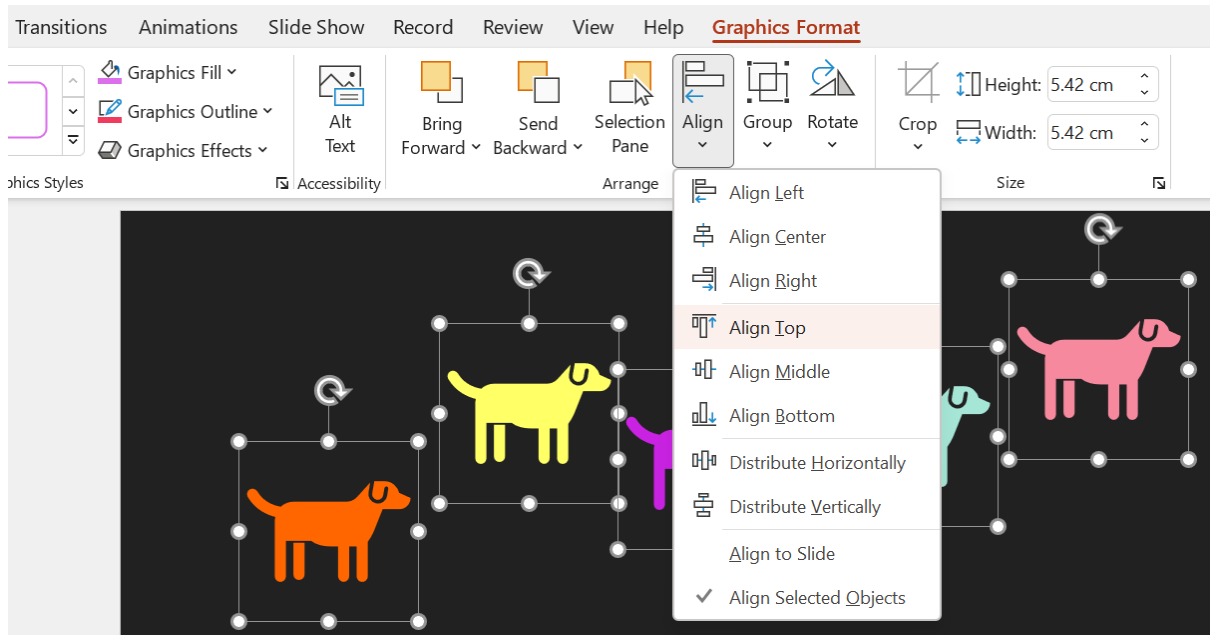 Transitions Animations Slide Show Record Review View Help Graphics Format
Graphics Fill
Graphics Outline
Graphics Effects
phics Styles
Alt
Text
Accessibility
Bring
Forward
Send
Backward
Selection
Pane
Align
Group
Rotate
Arrange
Crop
Height: 5.42 cm
Width: 5.42 cm
Size
Align Left
Align Center
Align Right
Align Top
Align Middle
Align Bottom
Distribute Horizontally
Distribute Vertically
Align to Slide
Align Selected Objects